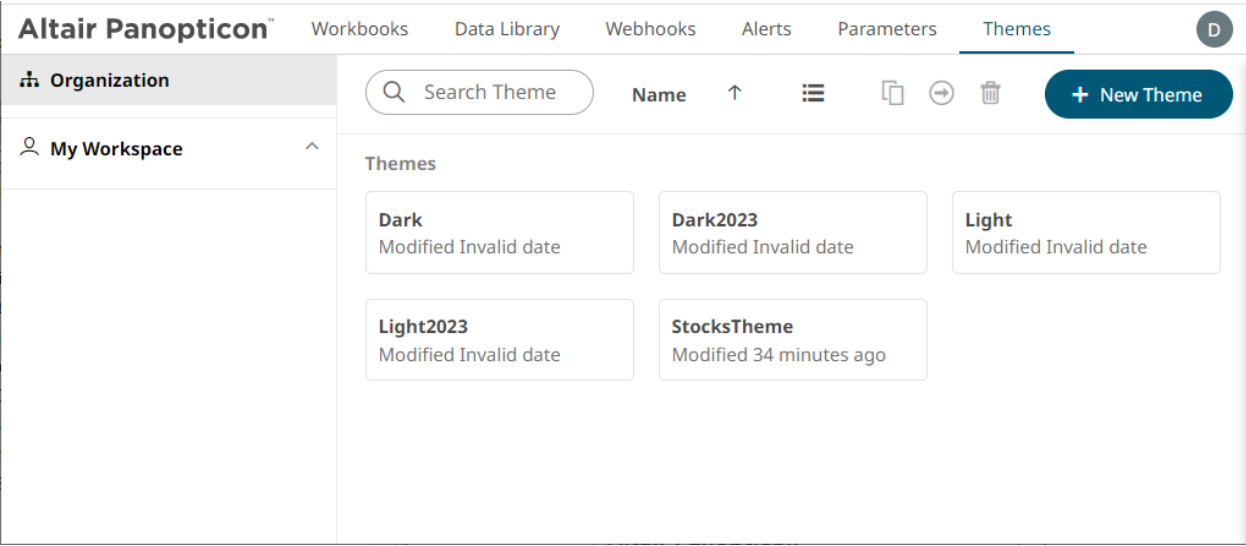 Altair Panopticon™ Workbooks Data Library Webhooks Alerts Parameters Themes D
Organization
My Workspace
Search Theme Name ↑ + New Theme
Themes
Dark
Modified Invalid date
Dark2023
Modified Invalid date
Light
Modified Invalid date
Light2023
Modified Invalid date
StocksTheme
Modified 34 minutes ago